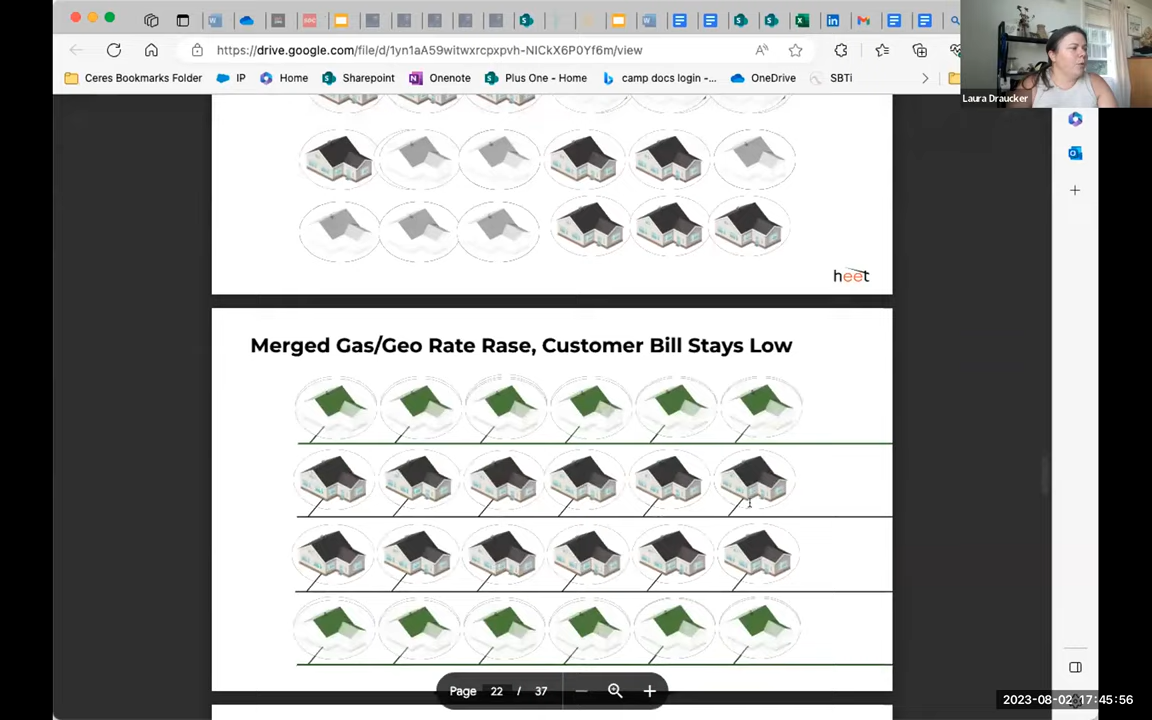 https://drive.google.com/file/d/1yn1aA59witwxrcpxpvh-NICkX6P0Yf6m/view
Ceres Bookmarks Folder
IP
Home
Sharepoint
Onenote
Plus One - Home
camp docs login -...
OneDrive
SBTi
Laura Draucker
heet
Merged Gas/Geo Rate Rase, Customer Bill Stays Low
Page 22 / 37
2023-08-02 17:45:56